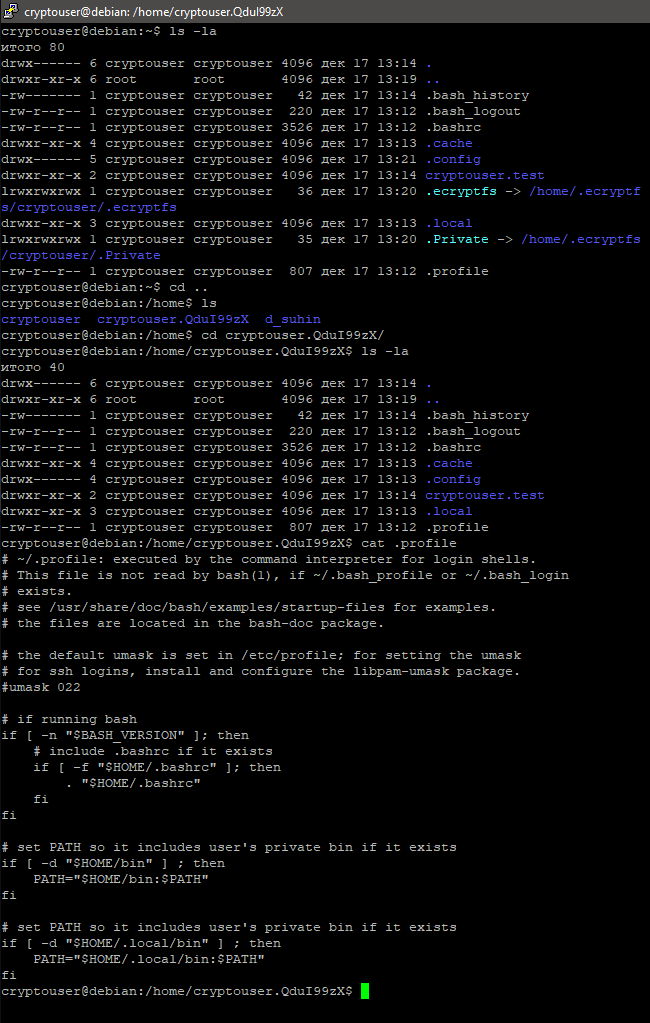 cryptouser@debian: /home/cryptouser.QduI99zX
cryptouser@debian:~$ ls -la
итого 80
drwx------ 6 cryptouser cryptouser 4096 дек 17 13:14 .
drwxr-xr-x 6 root       root       4096 дек 17 13:19 ..
-rw------- 1 cryptouser cryptouser   42 дек 17 13:14 .bash_history
-rw-r--r-- 1 cryptouser cryptouser  220 дек 17 13:12 .bash_logout
-rw-r--r-- 1 cryptouser cryptouser 3526 дек 17 13:12 .bashrc
drwxr-xr-x 4 cryptouser cryptouser 4096 дек 17 13:13 .cache
drwx------ 5 cryptouser cryptouser 4096 дек 17 13:21 .config
drwxr-xr-x 2 cryptouser cryptouser 4096 дек 17 13:14 cryptouser.test
lrwxrwxrwx 1 cryptouser cryptouser   36 дек 17 13:20 .ecryptfs -> /home/.ecryptf
s/cryptouser/.ecryptfs
drwxr-xr-x 3 cryptouser cryptouser 4096 дек 17 13:13 .local
lrwxrwxrwx 1 cryptouser cryptouser   35 дек 17 13:20 .Private -> /home/.ecryptfs
/cryptouser/.Private
-rw-r--r-- 1 cryptouser cryptouser  807 дек 17 13:12 .profile
cryptouser@debian:~$ cd ..
cryptouser@debian:/home$ ls
cryptouser  cryptouser.QduI99zX  d_suhin
cryptouser@debian:/home$ cd cryptouser.QduI99zX/
cryptouser@debian:/home/cryptouser.QduI99zX$ ls -la
итого 40
drwx------ 6 cryptouser cryptouser 4096 дек 17 13:14 .
drwxr-xr-x 6 root       root       4096 дек 17 13:19 ..
-rw------- 1 cryptouser cryptouser   42 дек 17 13:14 .bash_history
-rw-r--r-- 1 cryptouser cryptouser  220 дек 17 13:12 .bash_logout
-rw-r--r-- 1 cryptouser cryptouser 3526 дек 17 13:12 .bashrc
drwxr-xr-x 4 cryptouser cryptouser 4096 дек 17 13:13 .cache
drwx------ 4 cryptouser cryptouser 4096 дек 17 13:13 .config
drwxr-xr-x 2 cryptouser cryptouser 4096 дек 17 13:14 cryptouser.test
drwxr-xr-x 3 cryptouser cryptouser 4096 дек 17 13:13 .local
-rw-r--r-- 1 cryptouser cryptouser  807 дек 17 13:12 .profile
cryptouser@debian:/home/cryptouser.QduI99zX$ cat .profile
# ~/.profile: executed by the command interpreter for login shells.
# This file is not read by bash(1), if ~/.bash_profile or ~/.bash_login
# exists.
# see /usr/share/doc/bash/examples/startup-files for examples.
# the files are located in the bash-doc package.

# the default umask is set in /etc/profile; for setting the umask
# for ssh logins, install and configure the libpam-umask package.
#umask 022

# if running bash
if [ -n "$BASH_VERSION" ]; then
    # include .bashrc if it exists
    if [ -f "$HOME/.bashrc" ]; then
        . "$HOME/.bashrc"
    fi
fi

# set PATH so it includes user's private bin if it exists
if [ -d "$HOME/bin" ] ; then
    PATH="$HOME/bin:$PATH"
fi

# set PATH so it includes user's private bin if it exists
if [ -d "$HOME/.local/bin" ] ; then
    PATH="$HOME/.local/bin:$PATH"
fi
cryptouser@debian:/home/cryptouser.QduI99zX$